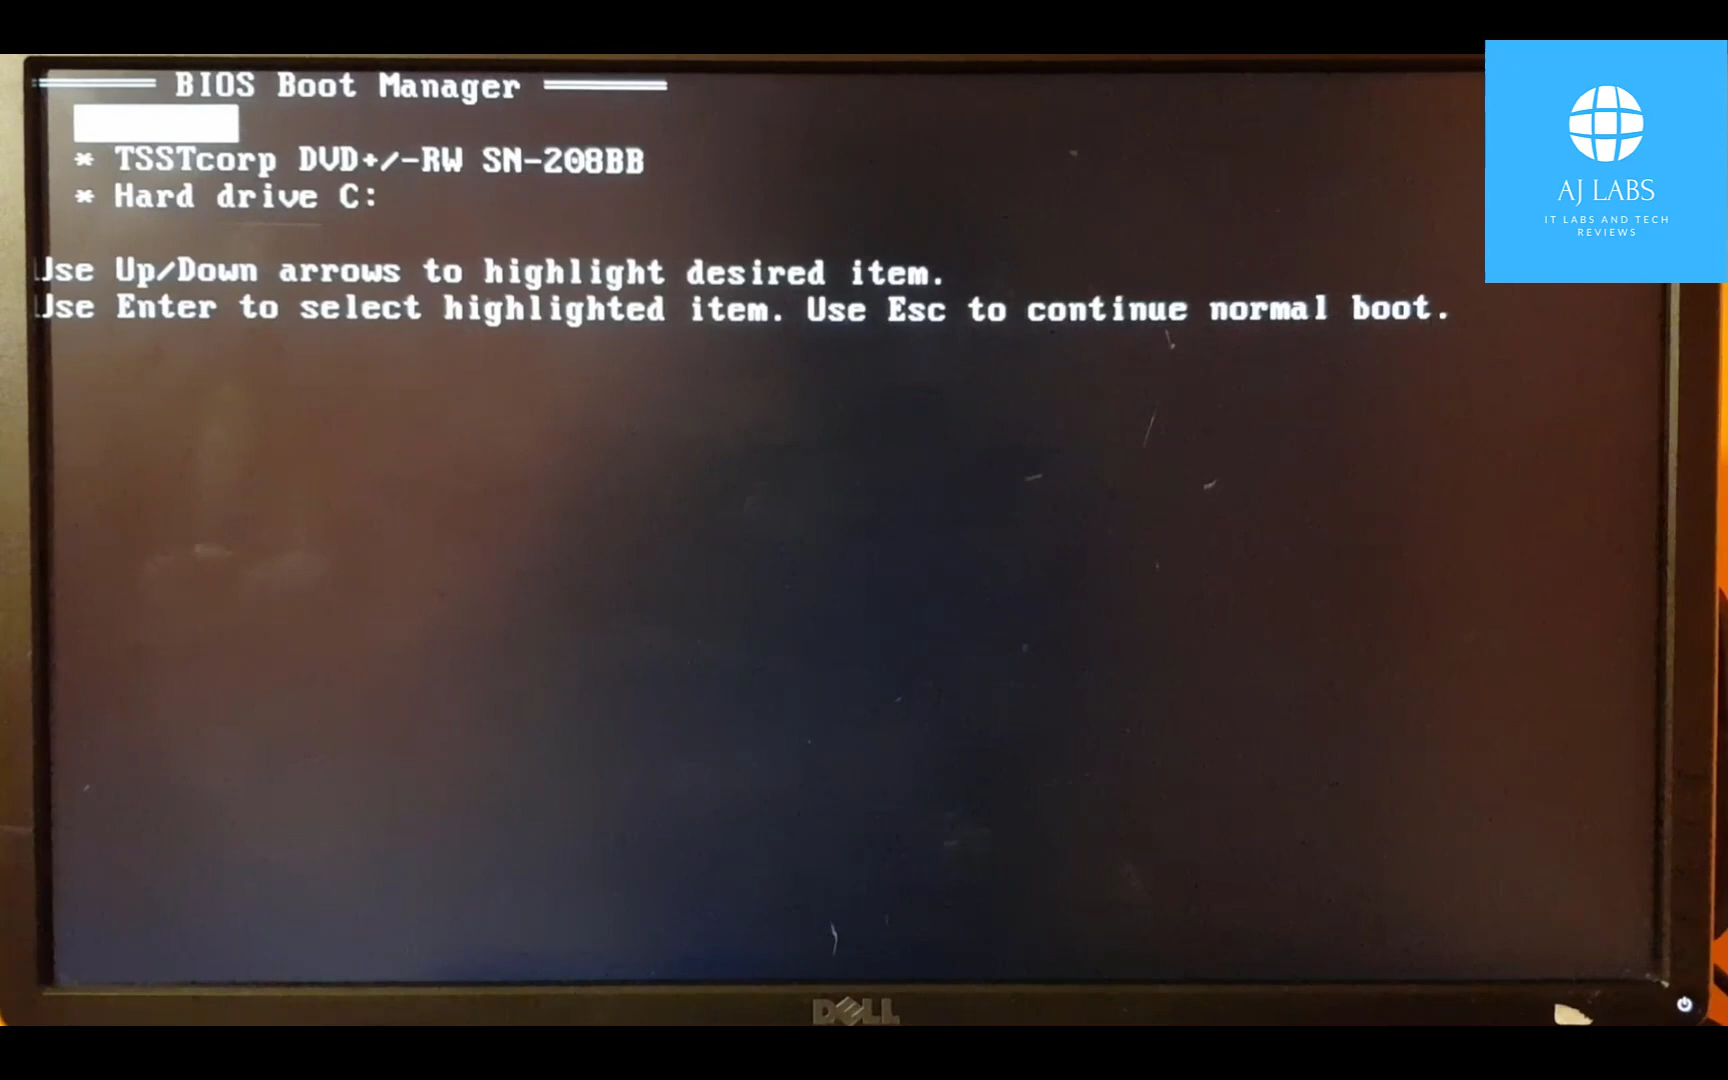 BIOS Boot Manager
* TSSTcorp DVD+/-RW SN-208BB
* Hard drive C:
Use Up/Down arrows to highlight desired item.
Use Enter to select highlighted item. Use Esc to continue normal boot.
AJ LABS
IT LABS AND TECH
REVIEWS
DELL